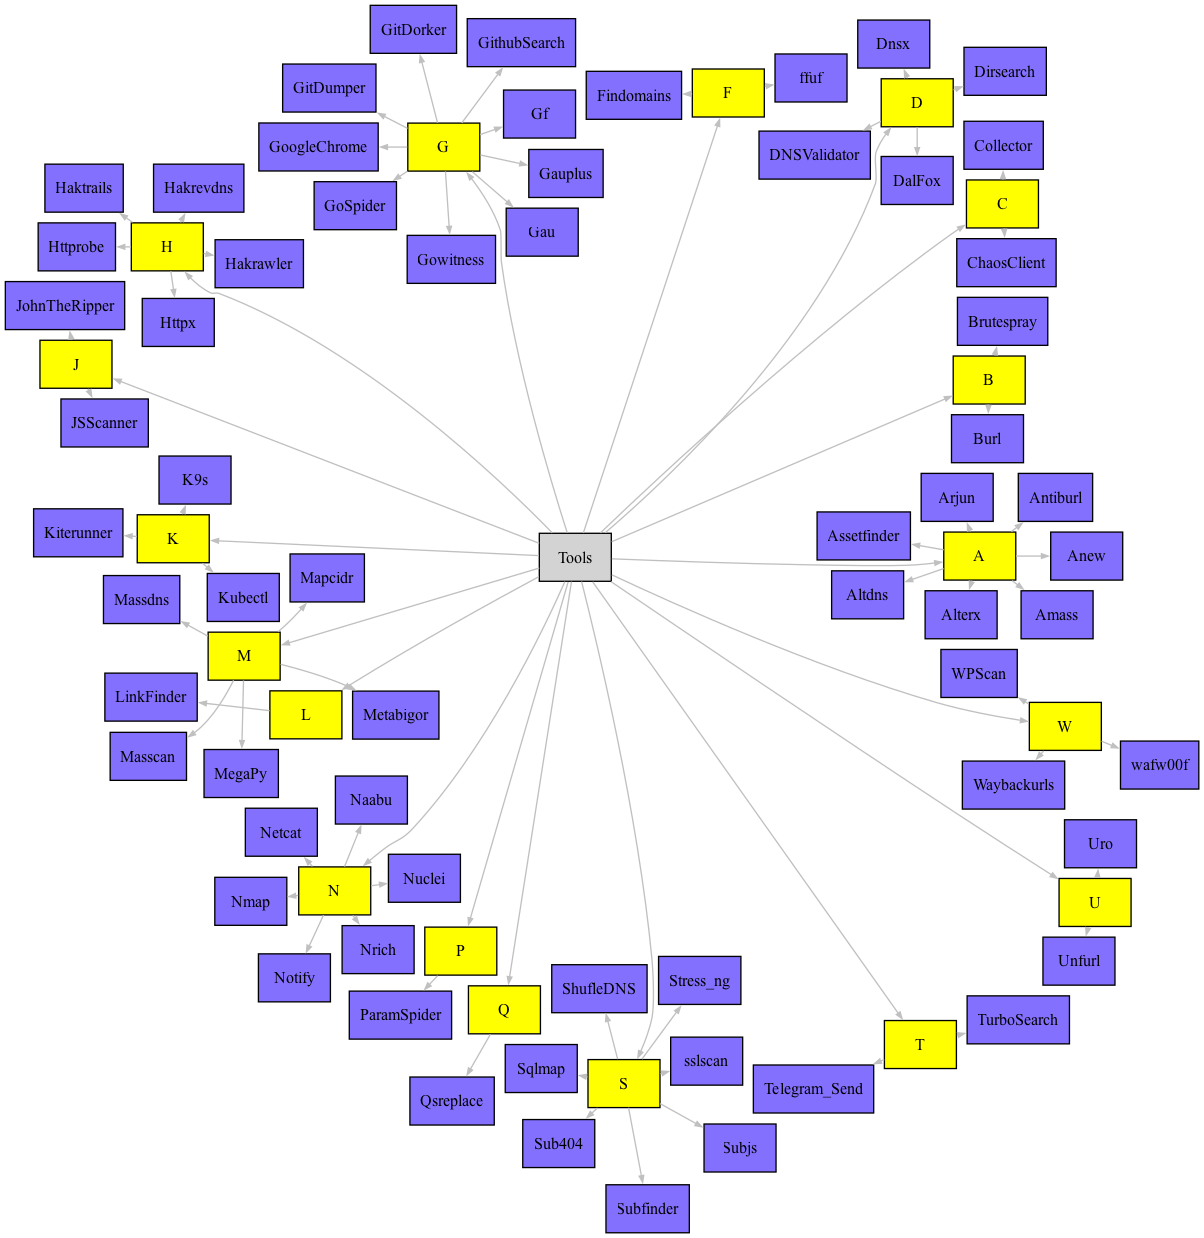 GitDorker
GithubSearch
GitDumper
Gf
G
GoogleChrome
Gauplus
GoSpider
Gau
Gowitness
Findomains
F
ffuf
Dnsx
Dirsearch
D
DNSValidator
DalFox
Collector
C
ChaosClient
Haktrails
Hakrevdns
Httprobe
H
Hakrawler
Httpx
JohnTheRipper
J
JSScanner
Brutespray
B
Burl
K9s
Kiterunner
K
Kubectl
Tools
Arjun
Antiburl
Assetfinder
A
Anew
Altdns
Alterx
Amass
Mapcidr
Massdns
M
LinkFinder
L
Metabigor
Masscan
MegaPy
WPScan
W
wafw00f
Waybackurls
Naabu
Netcat
N
Nuclei
Nmap
Nrich
Notify
Uro
U
Unfurl
P
ParamSpider
Q
Qsreplace
ShufleDNS
Stress_ng
Sqlmap
S
sslscan
Sub404
Subjs
Subfinder
TurboSearch
T
Telegram_Send